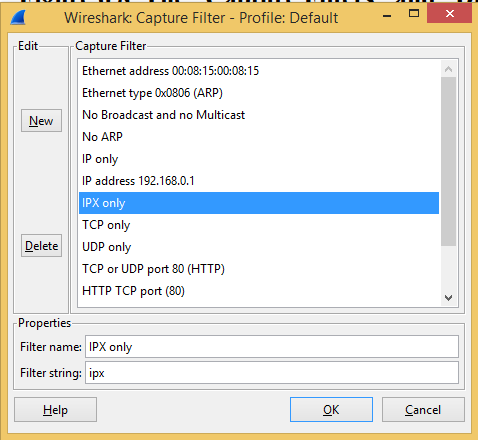 Wireshark: Capture Filter - Profile: Default
Edit
Capture Filter
Ethernet address 00:08:15:00:08:15
Ethernet type 0x0806 (ARP)
No Broadcast and no Multicast
New
No ARP
IP only
IP address 192.168.0.1
IPX only
TCP only
UDP only
Delete
TCP or UDP port 80 (HTTP)
HTTP TCP port (80)
Properties
Filter name: IPX only
Filter string: ipx
Help
OK
Cancel